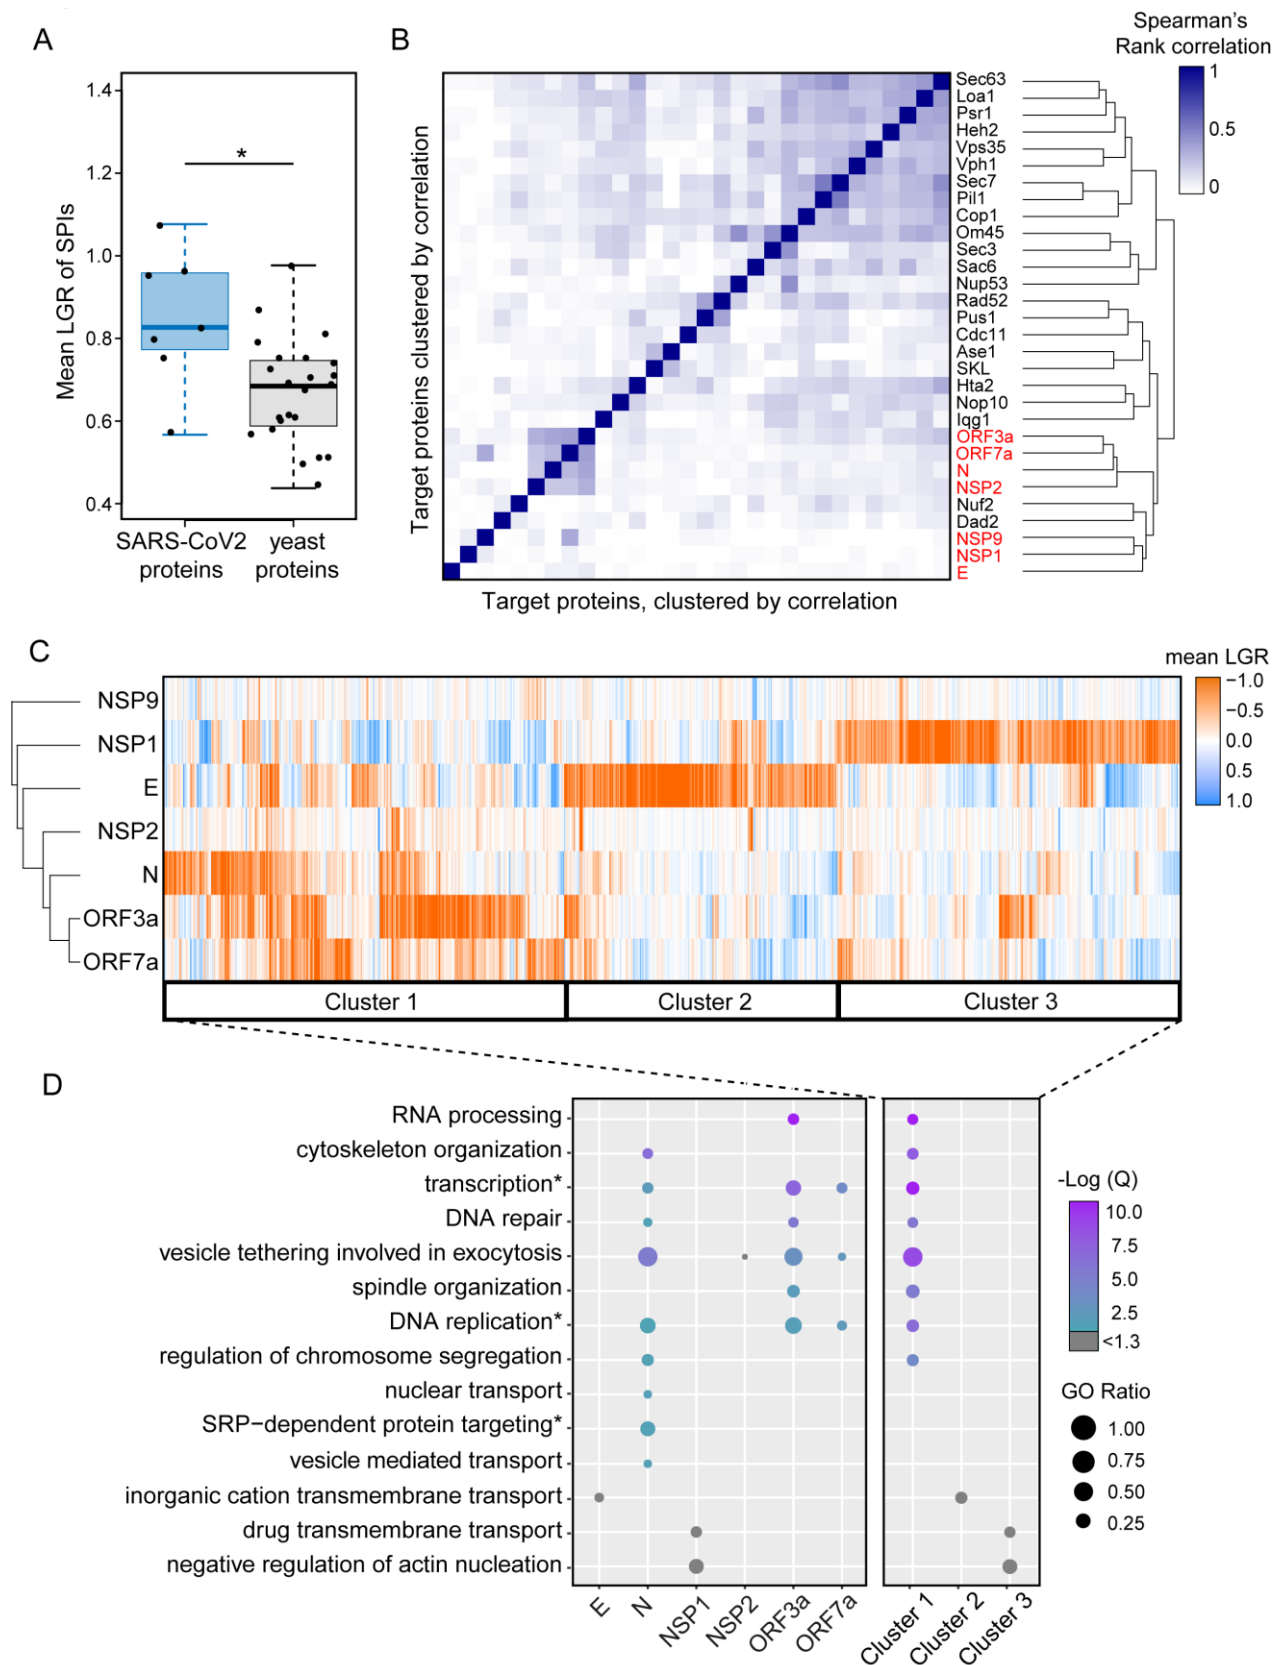 A
B
Spearman's
Rank correlation
1
0.5
0
Mean LGR of SPIs
1.4
1.2
1.0
0.8
0.6
0.4
*
SARS-CoV2
proteins
yeast
proteins
Target proteins clustered by correlation
Target proteins, clustered by correlation
Sec63
Loa1
Psr1
Heh2
Vps35
Vph1
Sec7
Pil1
Cop1
Om45
Sec3
Sac6
Nup53
Rad52
Pus1
Cdc11
Ase1
SKL
Hta2
Nop10
Iqg1
ORF3a
ORF7a
N
NSP2
Nuf2
Dad2
NSP9
NSP1
E
C
mean LGR
−1.0
−0.5
0.0
0.5
1.0
NSP9
NSP1
E
NSP2
N
ORF3a
ORF7a
Cluster 1
Cluster 2
Cluster 3
D
RNA processing
cytoskeleton organization
transcription*
DNA repair
vesicle tethering involved in exocytosis
spindle organization
DNA replication*
regulation of chromosome segregation
nuclear transport
SRP−dependent protein targeting*
vesicle mediated transport
inorganic cation transmembrane transport
drug transmembrane transport
negative regulation of actin nucleation
E
N
NSP1
NSP2
ORF3a
ORF7a
Cluster 1
Cluster 2
Cluster 3
-Log (Q)
10.0
7.5
5.0
2.5
<1.3
GO Ratio
1.00
0.75
0.50
0.25